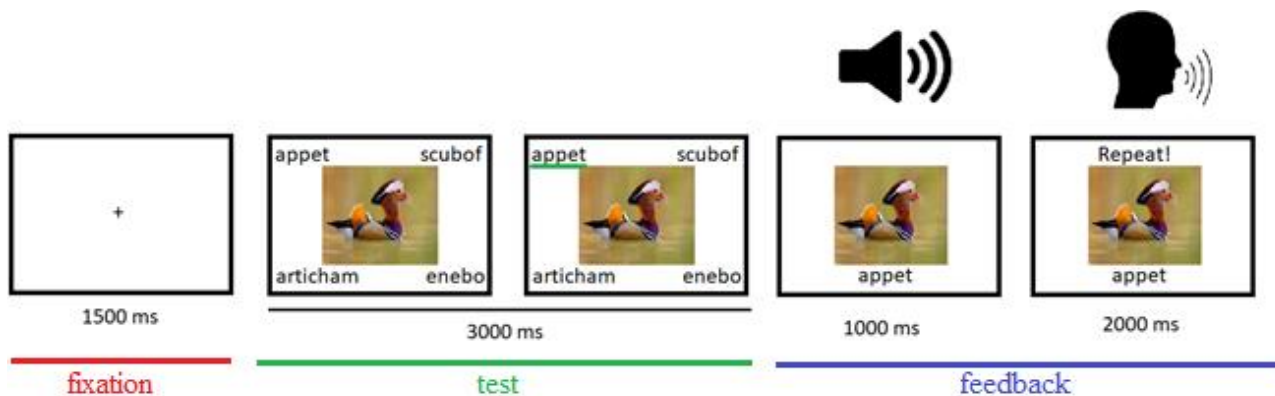 +
1500 ms
fixation
appet scubof
articham enebo
appet scubof
articham enebo
3000 ms
test
appet
1000 ms
Repeat!
appet
2000 ms
feedback